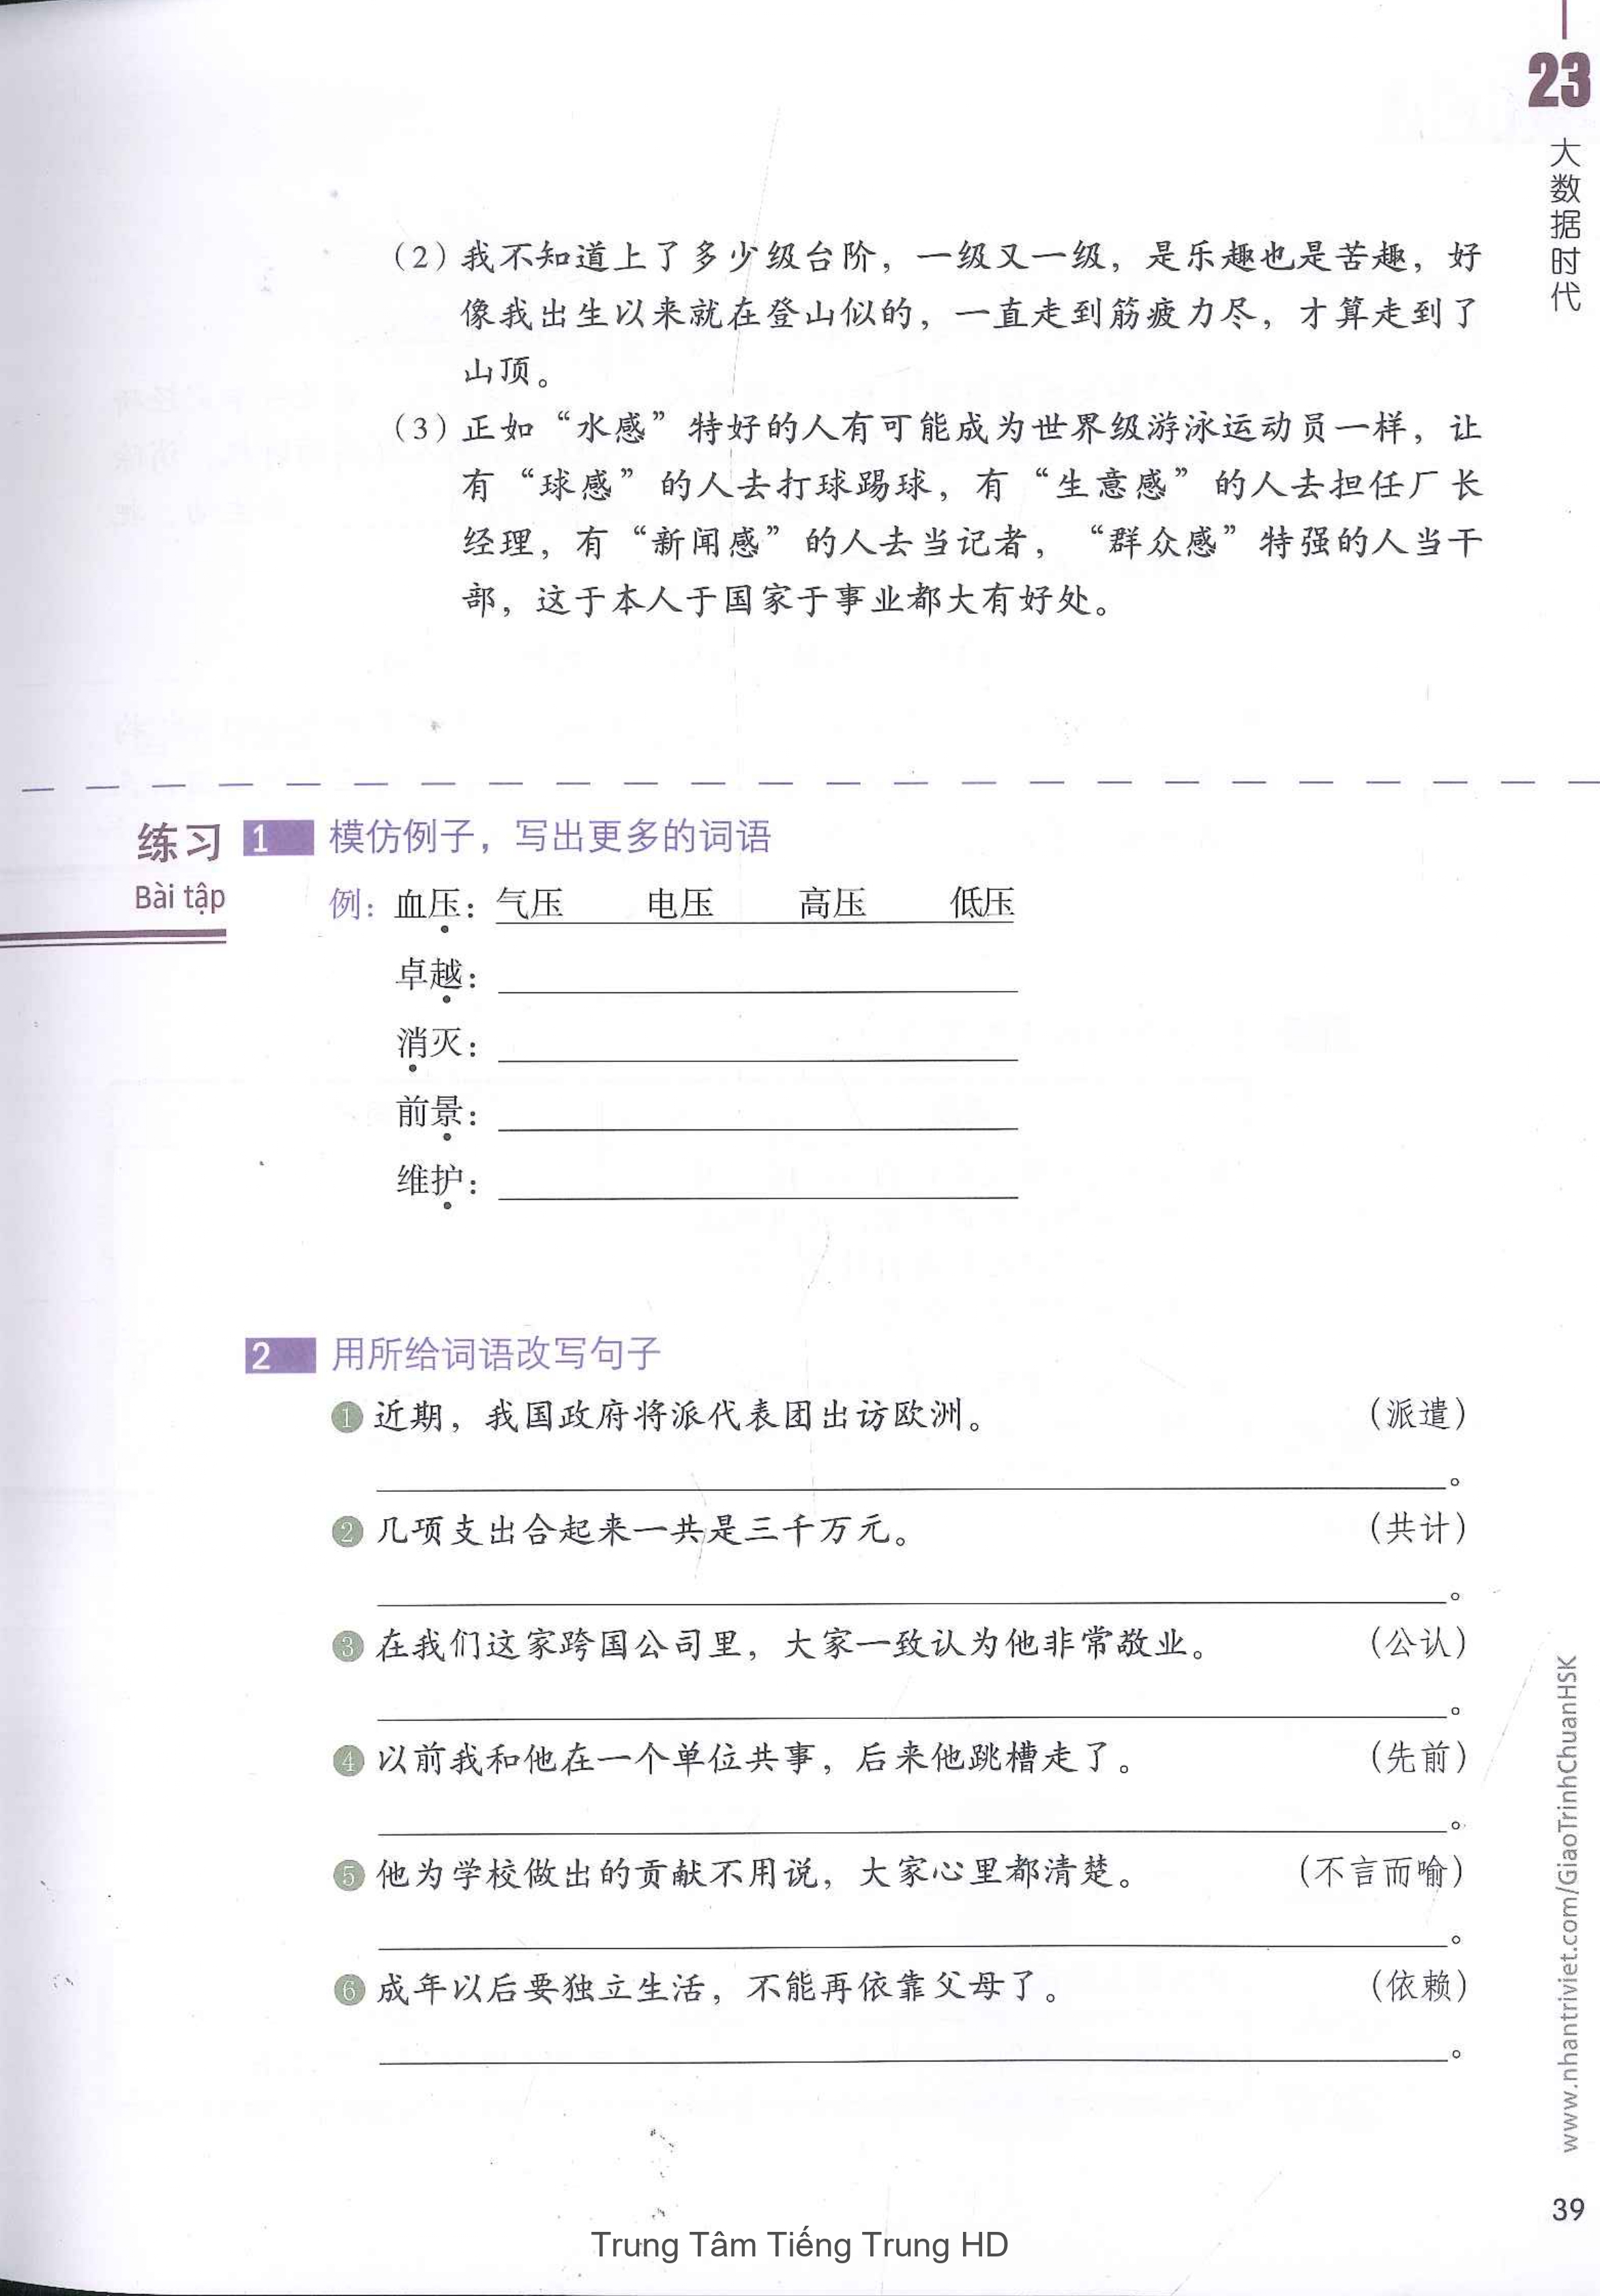 23
大数据时代
（2）我不知道上了多少级台阶，一级又一级，是乐趣也是苦趣，好
像我出生以来就在登山似的，一直走到筋疲力尽，才算走到了
山顶。
（3）正如“水感”特好的人有可能成为世界级游泳运动员一样，让
有“球感”的人去打球踢球，有“生意感”的人去担任厂长
经理，有“新闻感”的人去当记者，“群众感”特强的人当干
部，这于本人于国家于事业都大有好处。
练习
Bài tập
1 模仿例子，写出更多的词语
例：血压：气压 电压 高压 低压
卓越：
消灭：
前景：
维护：
2 用所给词语改写句子
1 近期，我国政府将派代表团出访欧洲。 （派遣）
。
2 几项支出合起来一共是三千万元。 （共计）
。
3 在我们这家跨国公司里，大家一致认为他非常敬业。 （公认）
。
4 以前我和他在一个单位共事，后来他跳槽走了。 （先前）
。
5 他为学校做出的贡献不用说，大家心里都清楚。 （不言而喻）
。
6 成年以后要独立生活，不能再依靠父母了。 （依赖）
。
www.nhantriviet.com/GiaoTrinhChuanHSK
39
Trung Tâm Tiếng Trung HD